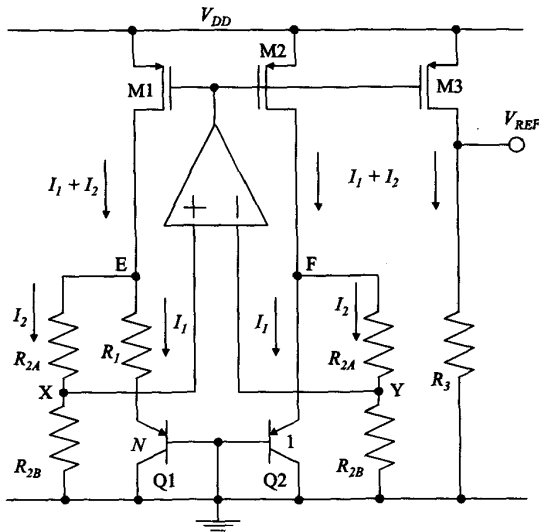 V_DD
M1
M2
M3
V_REF
I_1 + I_2
I_1 + I_2
+
−
E
F
I_2
I_1
I_1
I_2
R_2A
R_1
R_2A
R_3
X
Y
N
1
R_2B
Q1
Q2
R_2B